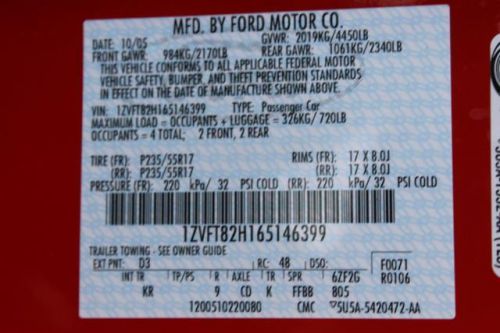 MFD. BY FORD MOTOR CO.
DATE: 10/05 GVWR: 2019KG/4450LB
FRONT GAWR: 984KG/2170LB REAR GAWR: 1061KG/2340LB
THIS VEHICLE CONFORMS TO ALL APPLICABLE FEDERAL MOTOR
VEHICLE SAFETY, BUMPER, AND THEFT PREVENTION STANDARDS
IN EFFECT ON THE DATE OF MANUFACTURE SHOWN ABOVE.
VIN: 1ZVFT82H165146399 TYPE: Passenger Car
MAXIMUM LOAD = OCCUPANTS + LUGGAGE = 326KG/720LB
OCCUPANTS = 4 TOTAL; 2 FRONT, 2 REAR
TIRE (FR): P235/55R17 RIMS (FR): 17 X 8.0J
(RR): P235/55R17 (RR): 17 X 8.0J
PRESSURE (FR): 220 kPa/ 32 PSI COLD (RR): 220 kPa/ 32 PSI COLD
1ZVFT82H165146399
TRAILER TOWING - SEE OWNER GUIDE
EXT PNT: D3 RC: 48 DSO: F0071
INT TR TP/PS R AXLE TR SPR 6ZF2G R0106
KR 9 CD K FFBB 805
1200510220080 CMC 5U5A-5420472-AA